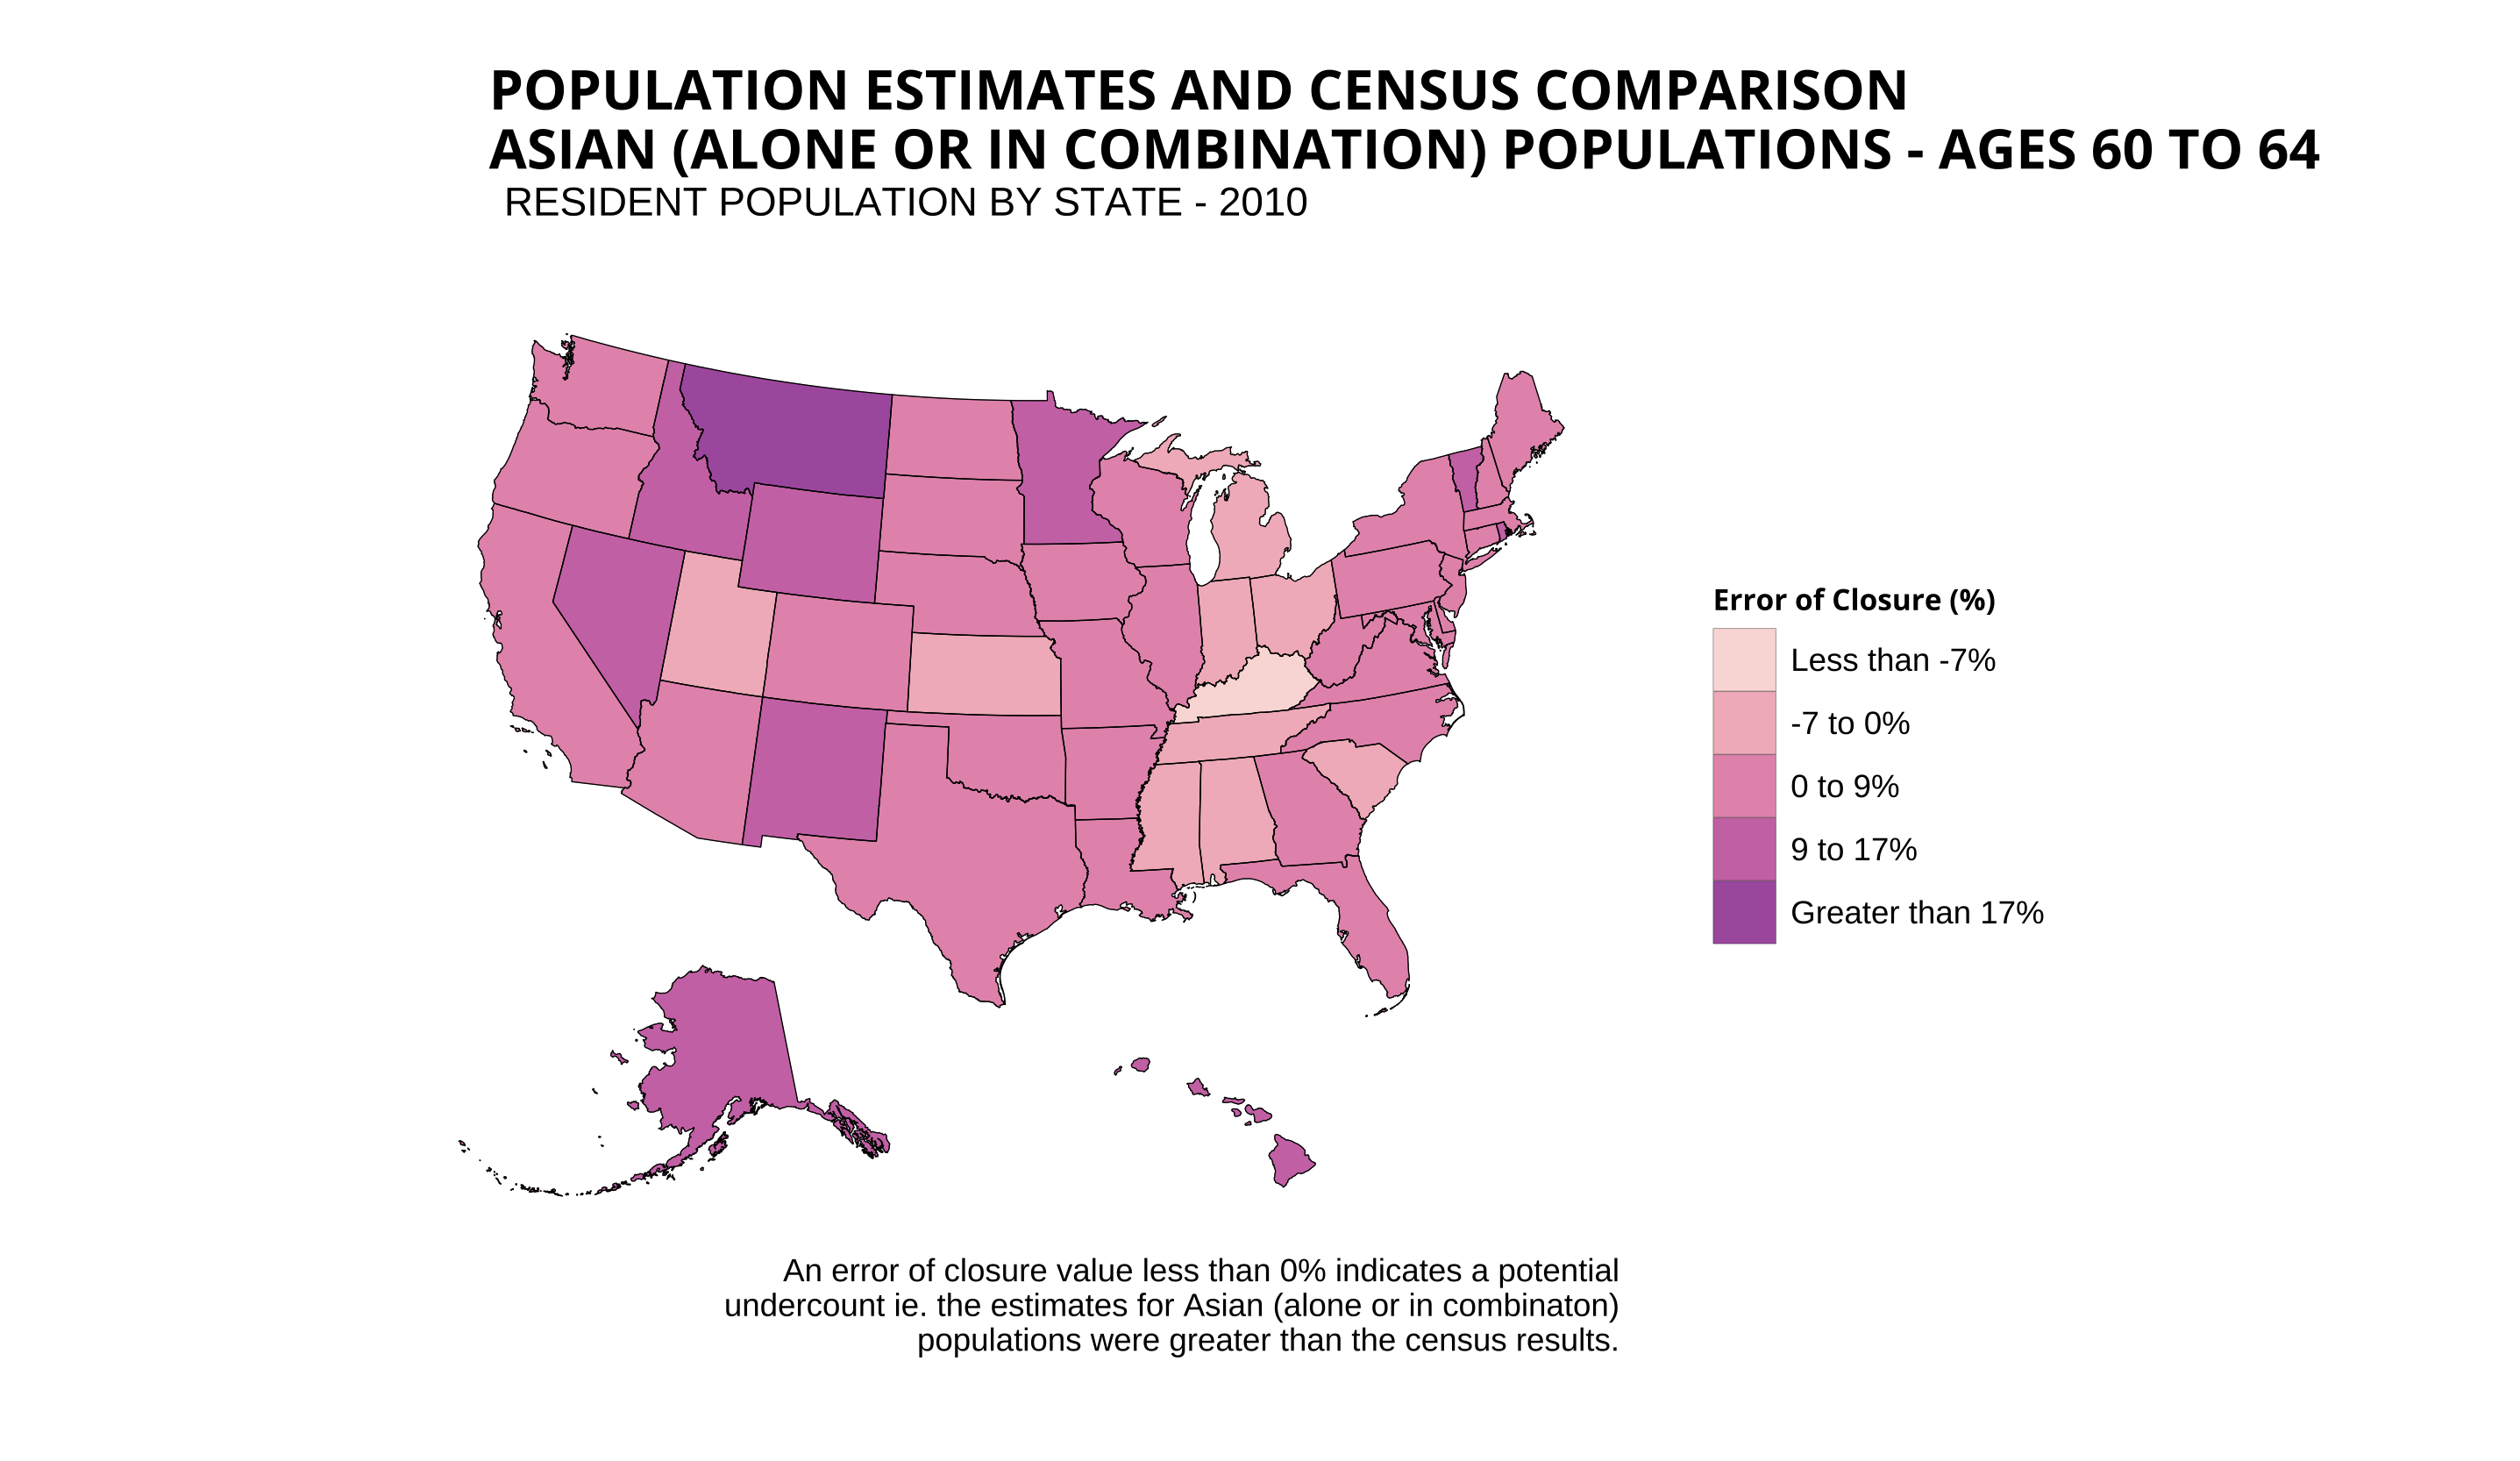 POPULATION ESTIMATES AND CENSUS COMPARISON
ASIAN (ALONE OR IN COMBINATION) POPULATIONS - AGES 60 TO 64
RESIDENT POPULATION BY STATE - 2010
Error of Closure (%)
Less than -7%
-7 to 0%
0 to 9%
9 to 17%
Greater than 17%
An error of closure value less than 0% indicates a potential
undercount ie. the estimates for Asian (alone or in combinaton)
populations were greater than the census results.